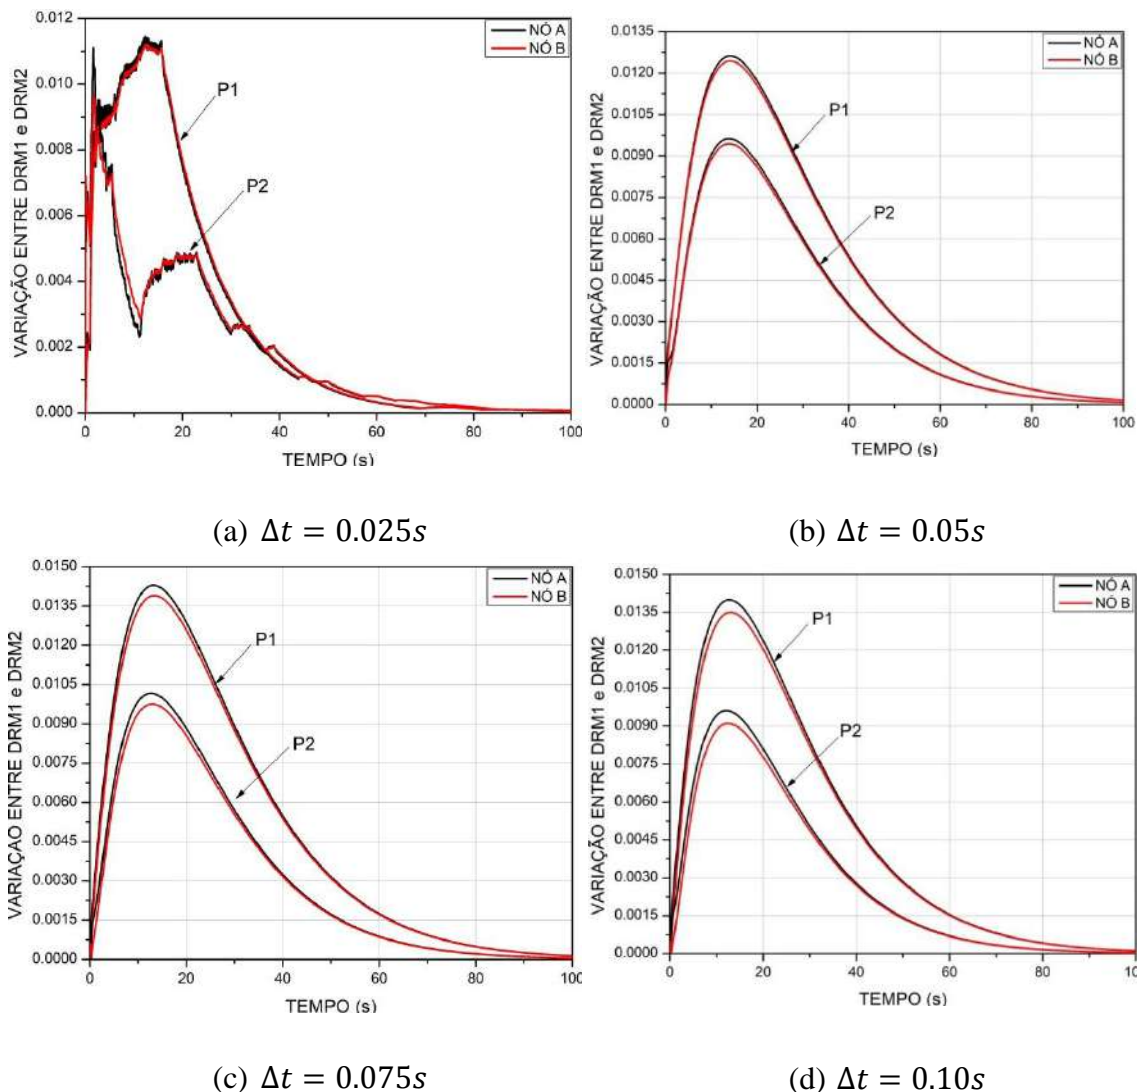 VARIAÇÃO ENTRE DRM1 e DRM2
0.012
0.010
0.008
0.006
0.004
0.002
0.000
NÓ A
NÓ B
P1
P2
0 20 40 60 80 100
TEMPO (s)
(a) Δt = 0.025s
VARIAÇÃO ENTRE DRM1 e DRM2
0.0135
0.0120
0.0105
0.0090
0.0075
0.0060
0.0045
0.0030
0.0015
0.0000
NÓ A
NÓ B
P1
P2
0 20 40 60 80 100
TEMPO (s)
(b) Δt = 0.05s
VARIAÇÃO ENTRE DRM1 e DRM2
0.0150
0.0135
0.0120
0.0105
0.0090
0.0075
0.0060
0.0045
0.0030
0.0015
0.0000
NÓ A
NÓ B
P1
P2
0 20 40 60 80 100
TEMPO (s)
(c) Δt = 0.075s
VARIAÇÃO ENTRE DRM1 e DRM2
0.0150
0.0135
0.0120
0.0105
0.0090
0.0075
0.0060
0.0045
0.0030
0.0015
0.0000
NÓ A
NÓ B
P1
P2
0 20 40 60 80 100
TEMPO (s)
(d) Δt = 0.10s